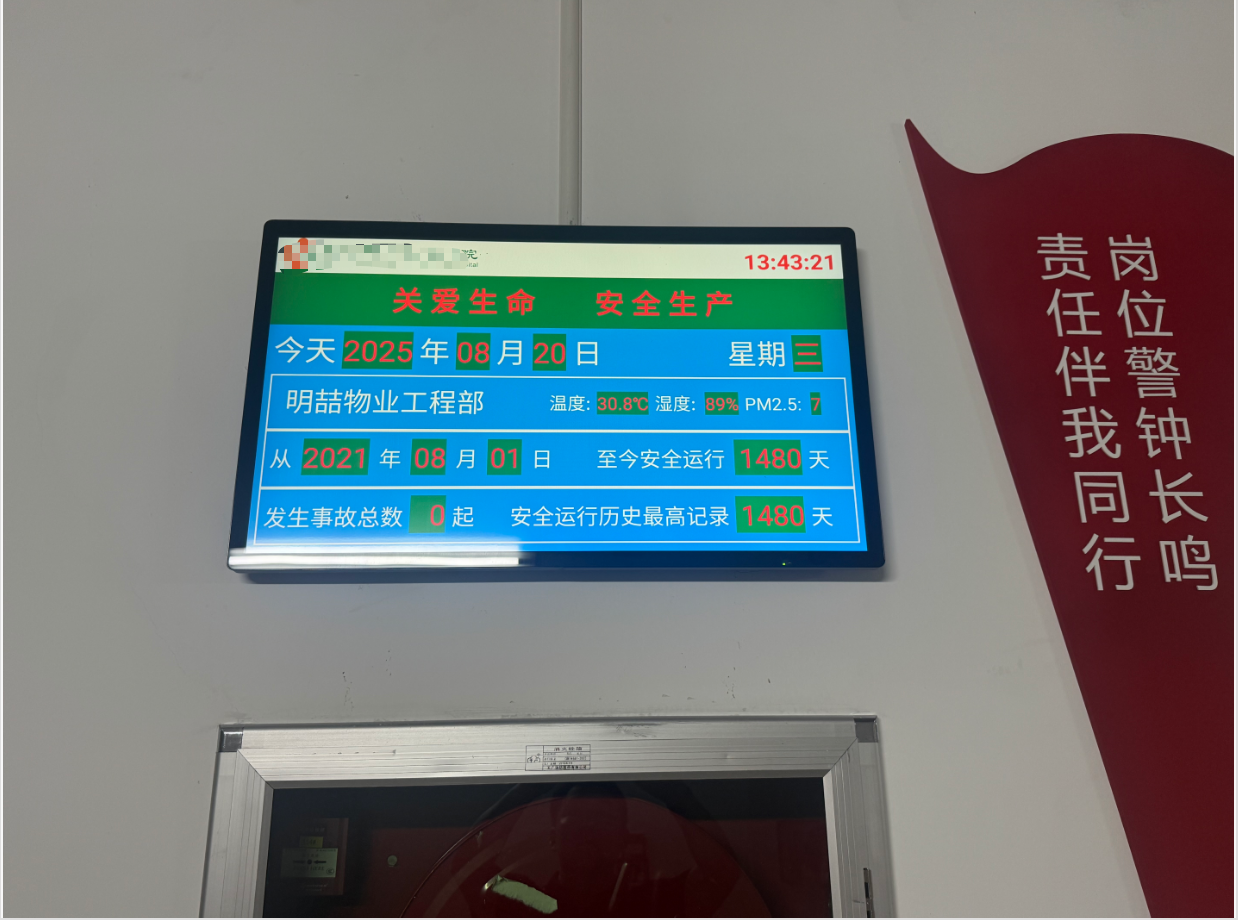 院
13:43:21
关爱生命 安全生产
今天 2025 年 08 月 20 日 星期 三
明喆物业工程部 温度: 30.8℃ 湿度: 89% PM2.5: 7
从 2021 年 08 月 01 日 至今安全运行 1480 天
发生事故总数 0 起 安全运行历史最高记录 1480 天
岗位警钟长鸣
责任伴我同行